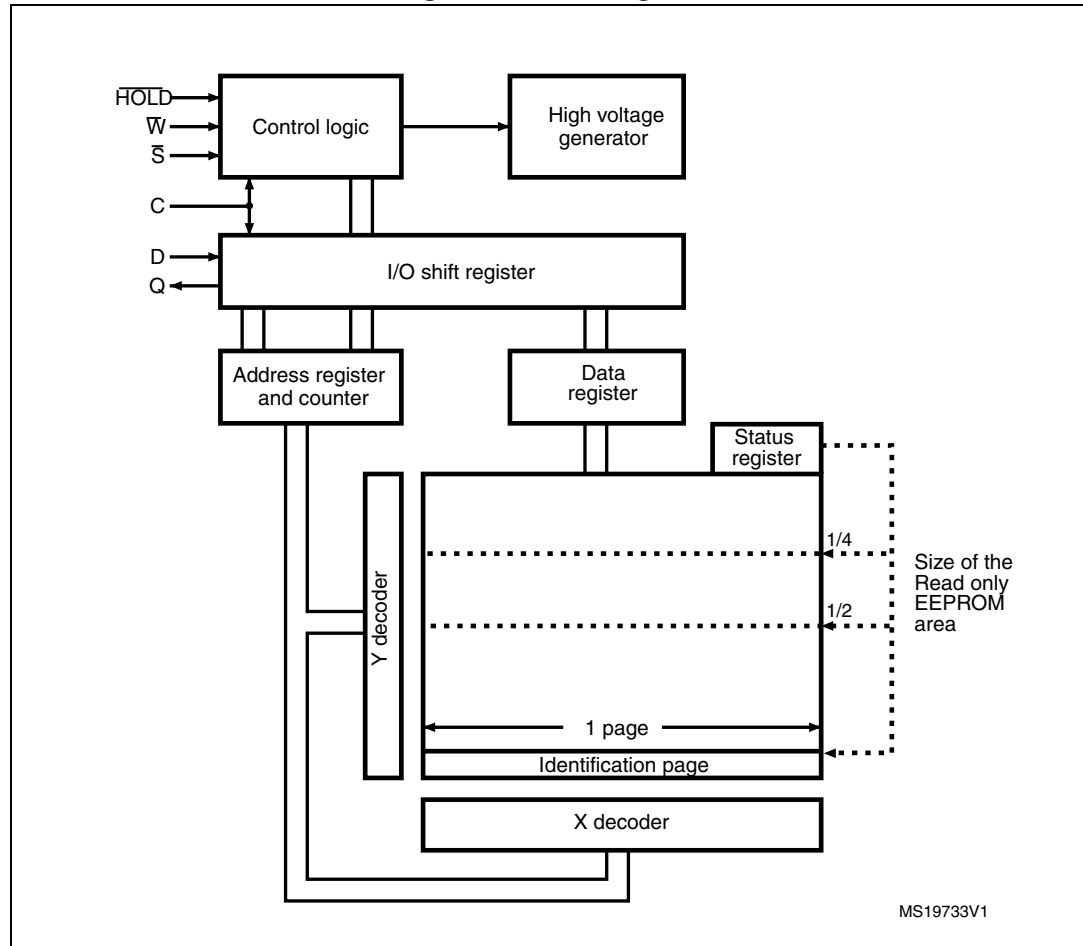 HOLD
W
S
C
D
Q
Control logic
High voltage
generator
I/O shift register
Address register
and counter
Data
register
Status
register
Y decoder
1/4
1/2
Size of the
Read only
EEPROM
area
1 page
Identification page
X decoder
MS19733V1